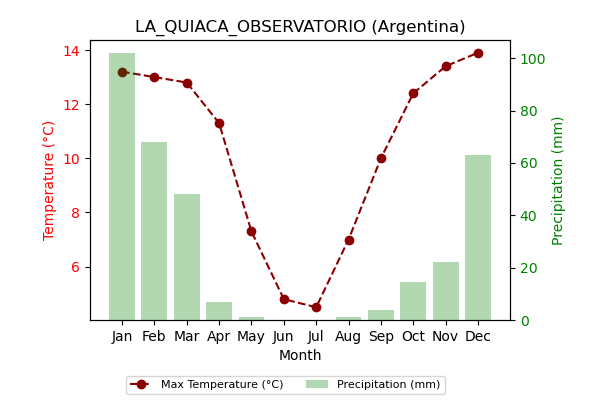 LA_QUIACA_OBSERVATORIO (Argentina)
Temperature (°C)
14
12
10
8
6
100
80
60
40
20
0
Precipitation (mm)
Jan Feb Mar Apr May Jun Jul Aug Sep Oct Nov Dec
Month
Max Temperature (°C) Precipitation (mm)